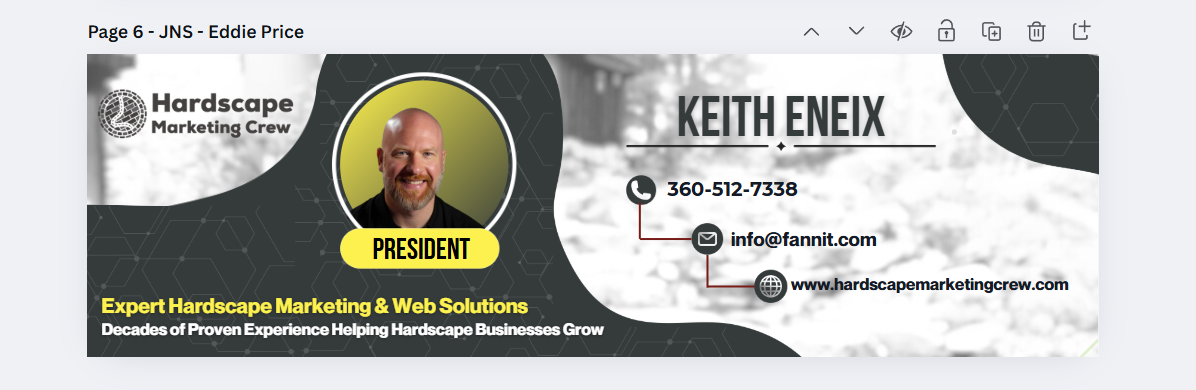 Page 6 - JNS - Eddie Price
Hardscape
Marketing Crew
PRESIDENT
Expert Hardscape Marketing & Web Solutions
Decades of Proven Experience Helping Hardscape Businesses Grow
KEITH ENEIX
360-512-7338
info@fannit.com
www.hardscapemarketingcrew.com